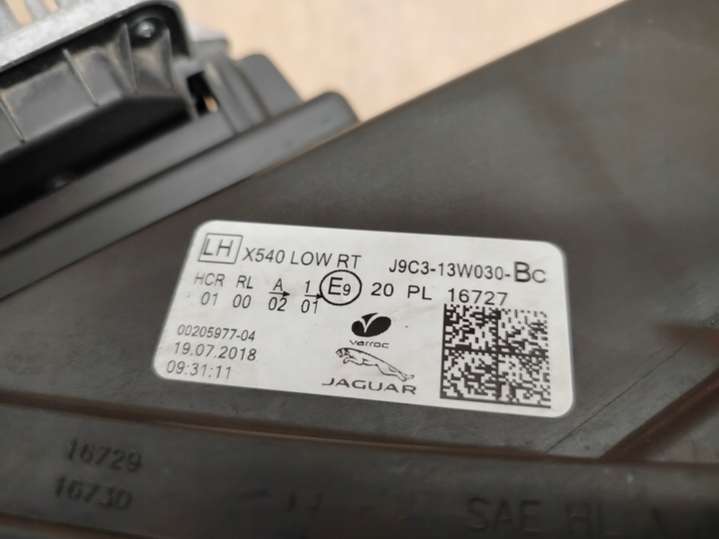 LH X540 LOW RT J9C3-13W030-BC
HCR RL A 1 E9 20 PL 16727
01 00 02 01
00205977-04
19.07.2018
09:31:11
varroc
JAGUAR
16729
16730
SAE HL